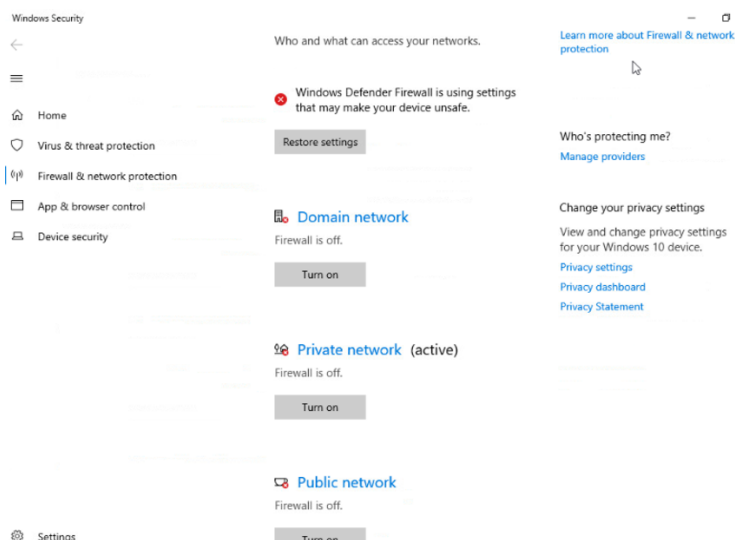 Windows Security
Who and what can access your networks.
Windows Defender Firewall is using settings
that may make your device unsafe.
Restore settings
Domain network
Firewall is off.
Turn on
Private network (active)
Firewall is off.
Turn on
Public network
Firewall is off.
Turn on
Home
Virus & threat protection
Firewall & network protection
App & browser control
Device security
Settings
Learn more about Firewall & network
protection
Who's protecting me?
Manage providers
Change your privacy settings
View and change privacy settings
for your Windows 10 device.
Privacy settings
Privacy dashboard
Privacy Statement